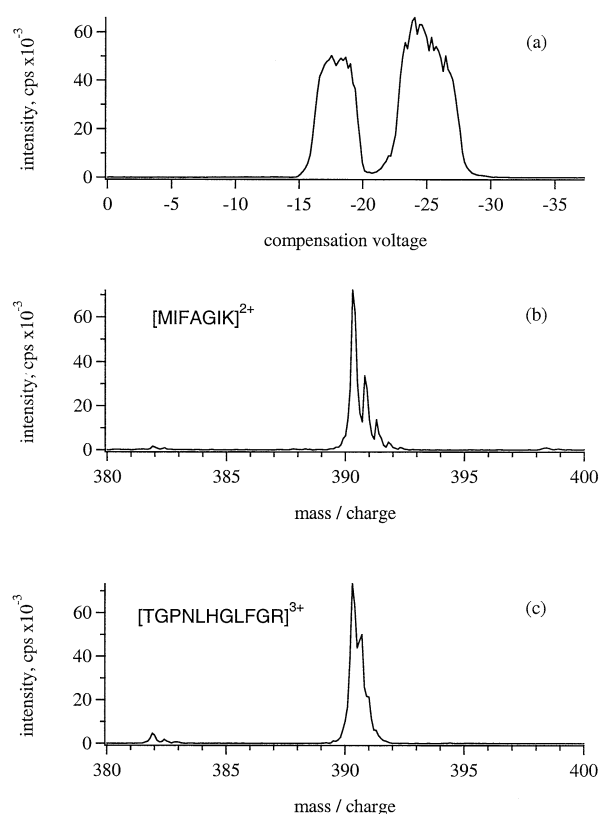 (a)
intensity, cps x10-3
60
40
20
0
0 -5 -10 -15 -20 -25 -30 -35
compensation voltage
[MIFAGIK]2+
(b)
intensity, cps x10-3
60
40
20
0
380 385 390 395 400
mass / charge
[TGPNLHGLFGR]3+
(c)
intensity, cps x10-3
60
40
20
0
380 385 390 395 400
mass / charge